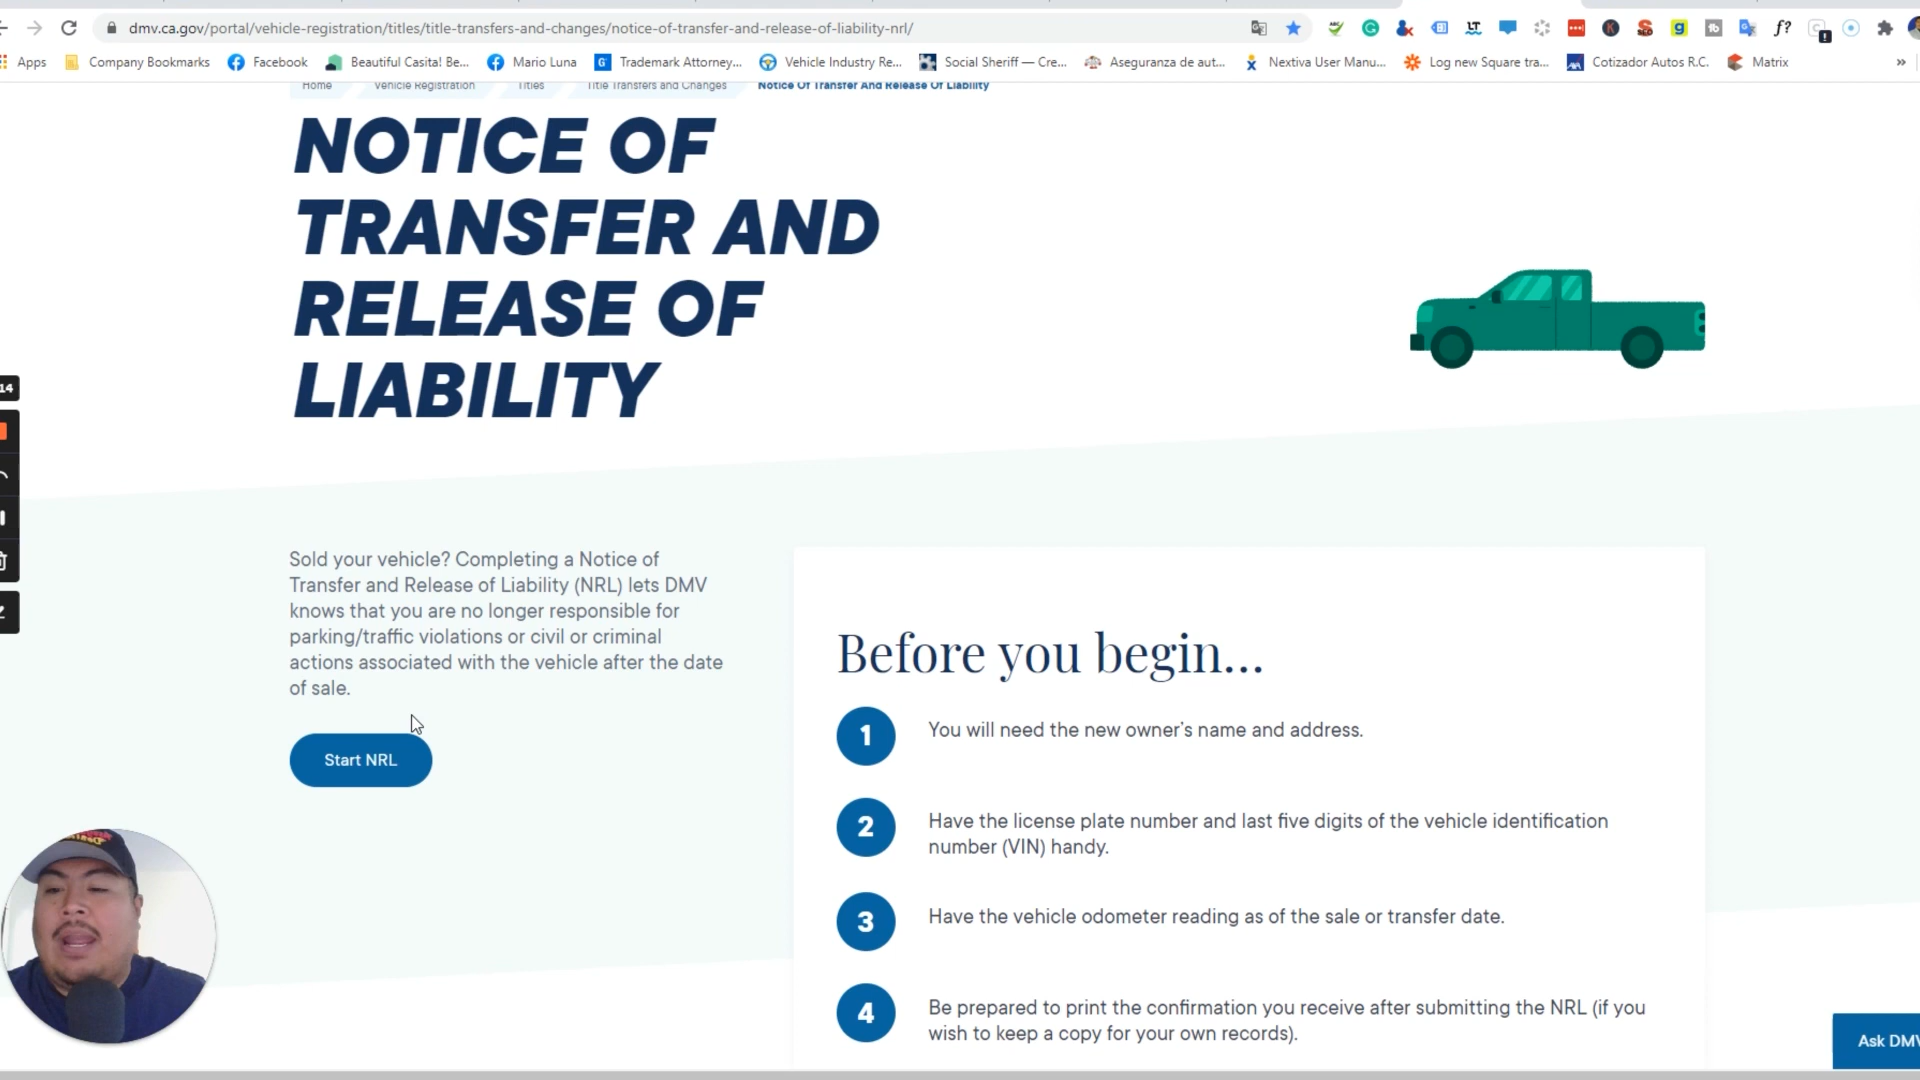 dmv.ca.gov/portal/vehicle-registration/titles/title-transfers-and-changes/notice-of-transfer-and-release-of-liability-nrl/
Apps Company Bookmarks Facebook Beautiful Casita! Be... Mario Luna Trademark Attorney... Vehicle Industry Re... Social Sheriff — Cre... Aseguranza de aut... Nextiva User Manu... Log new Square tra... Cotizador Autos R.C. Matrix »
Home Vehicle Registration Titles Title Transfers and Changes Notice Of Transfer And Release Of Liability
NOTICE OF
TRANSFER AND
RELEASE OF
LIABILITY
14
Sold your vehicle? Completing a Notice of
Transfer and Release of Liability (NRL) lets DMV
knows that you are no longer responsible for
parking/traffic violations or civil or criminal
actions associated with the vehicle after the date
of sale.
Start NRL
Before you begin...
1 You will need the new owner's name and address.
2 Have the license plate number and last five digits of the vehicle identification
number (VIN) handy.
3 Have the vehicle odometer reading as of the sale or transfer date.
4 Be prepared to print the confirmation you receive after submitting the NRL (if you
wish to keep a copy for your own records).
Ask DMV